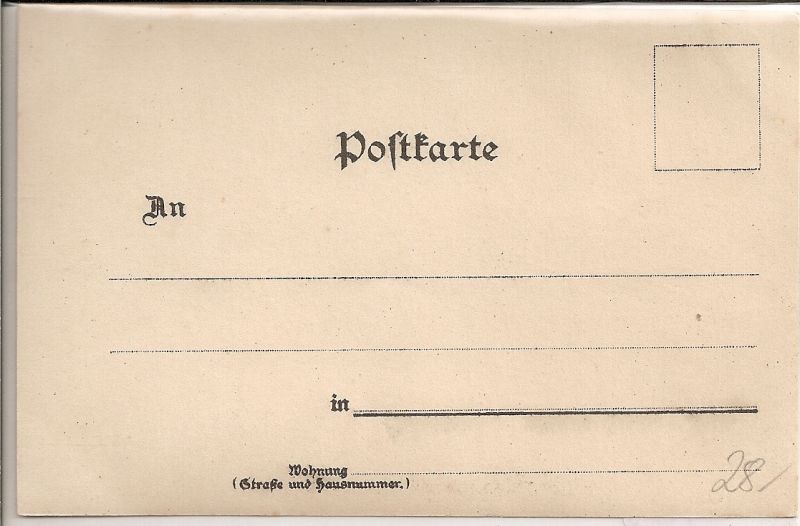 Poſtkarte
An
in
Wohnung
(Straße und Hausnummer.)
28/